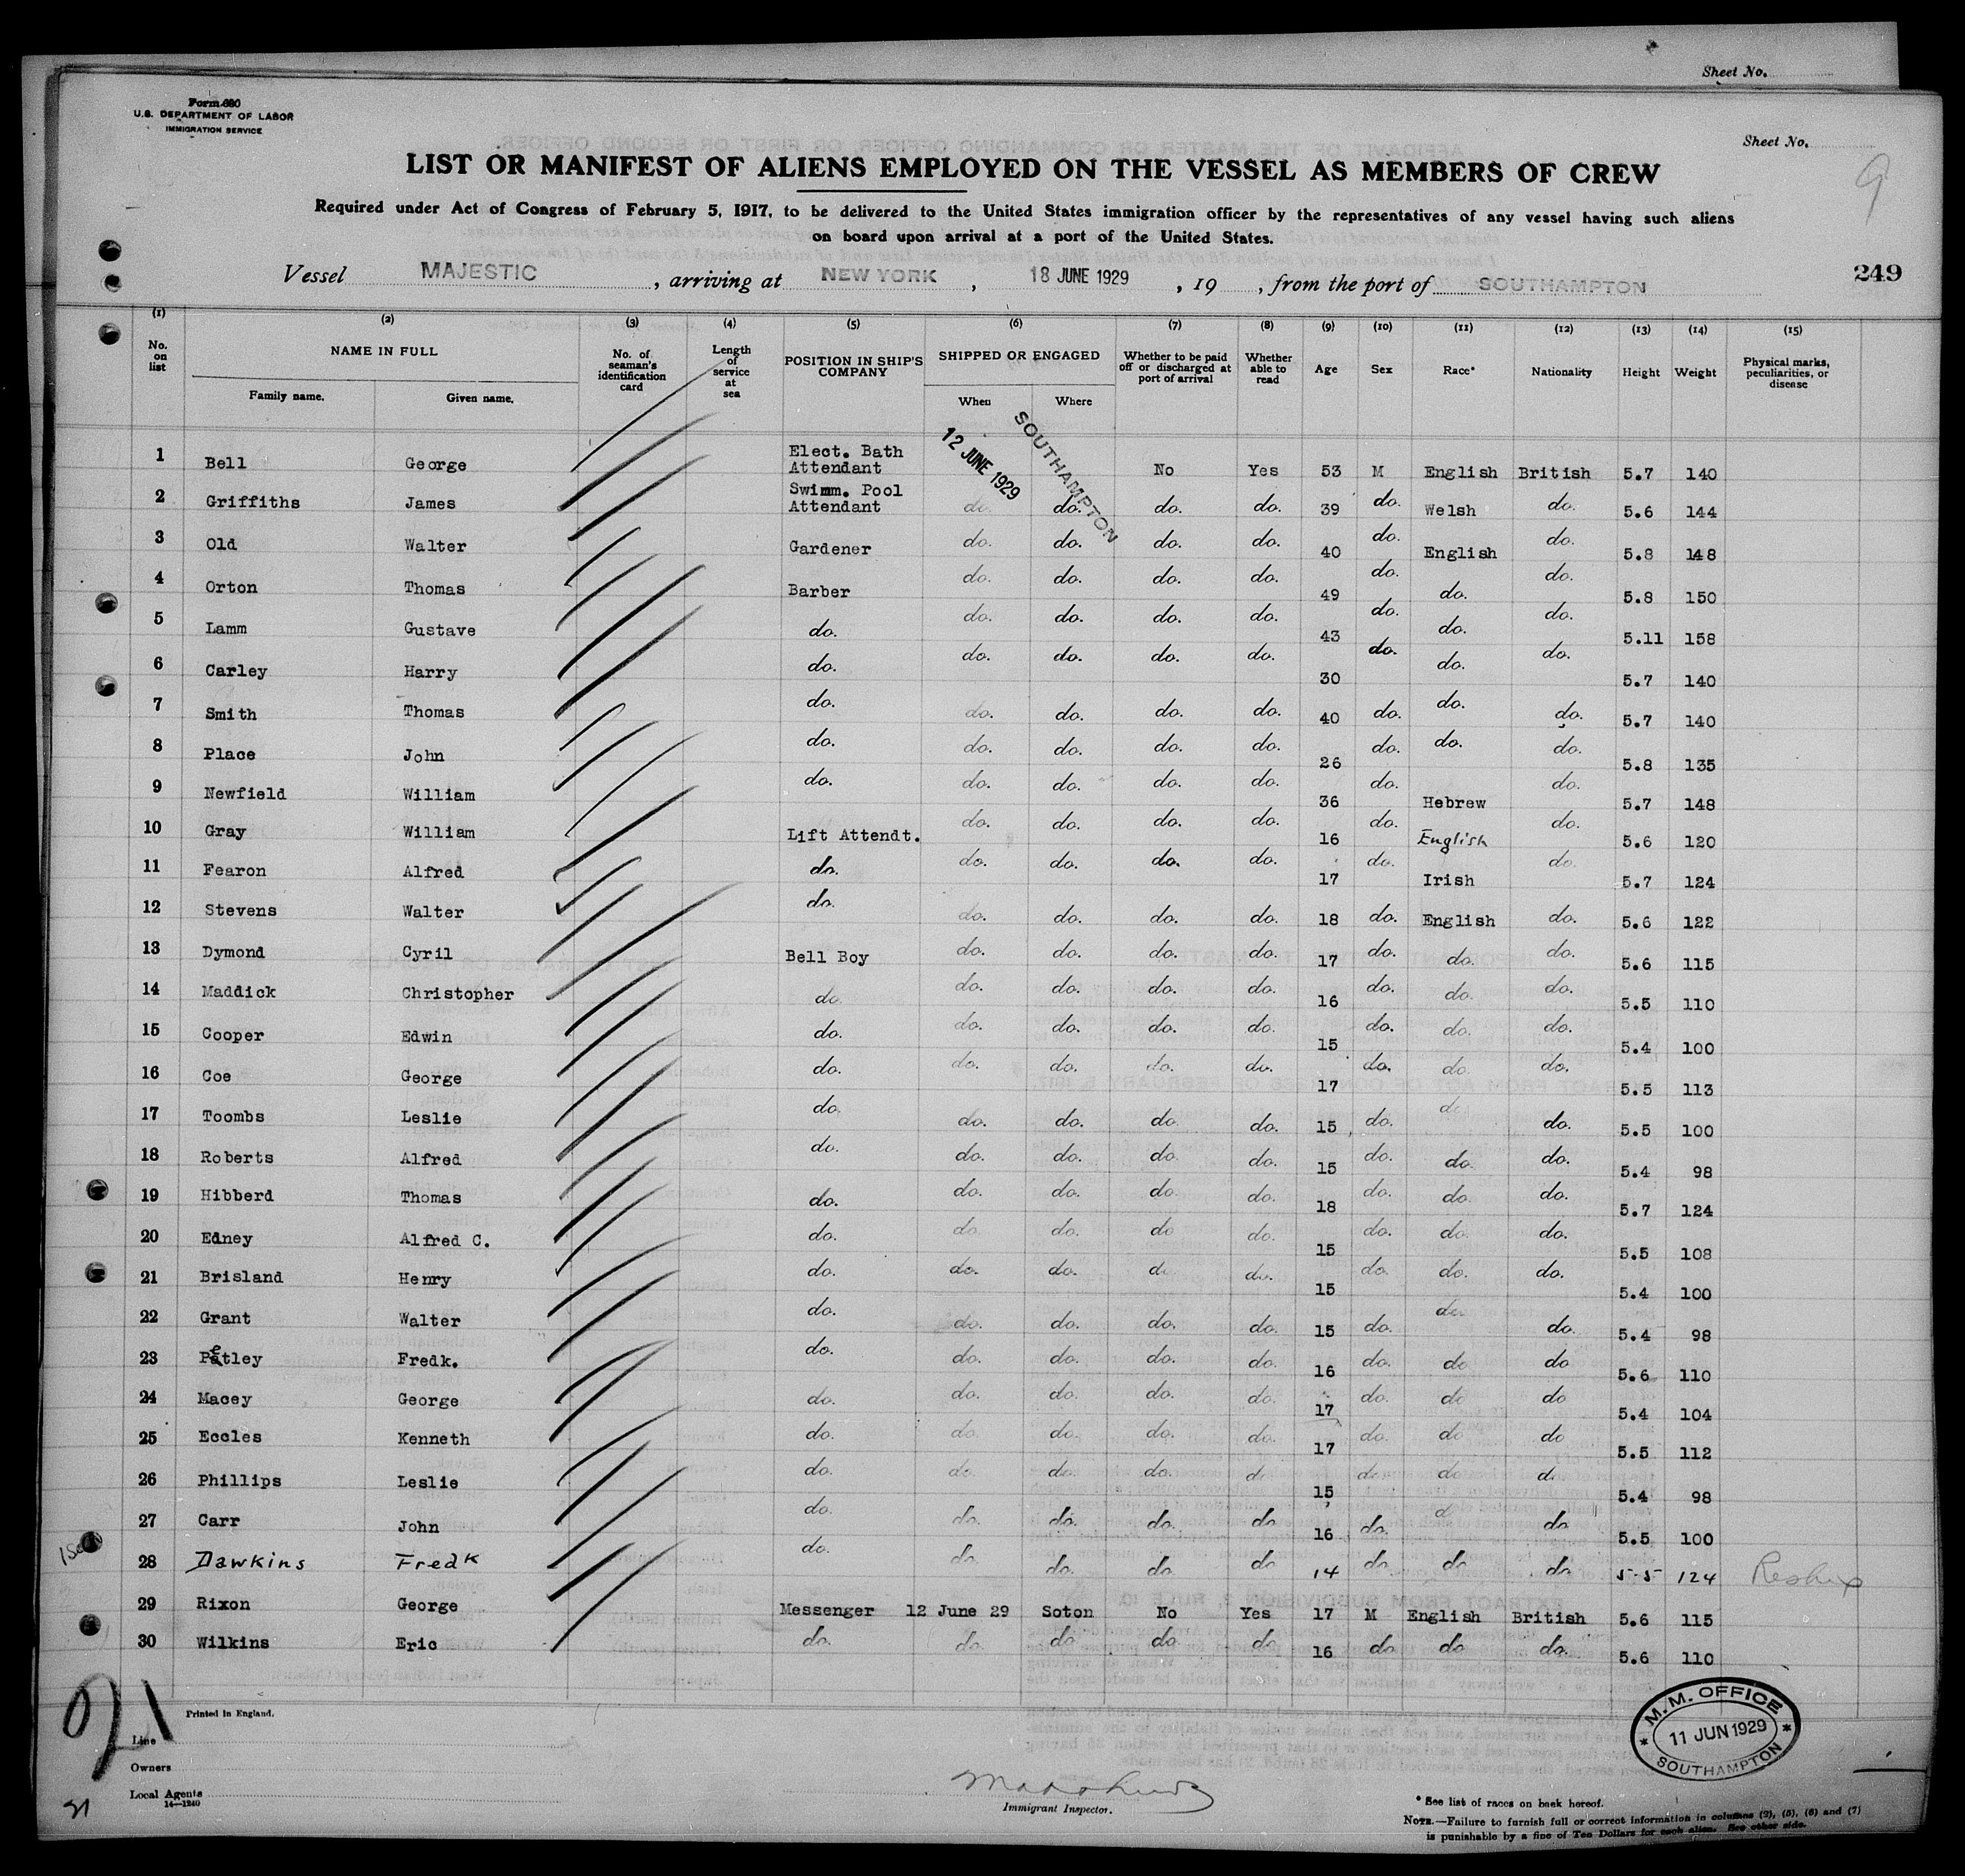 Sheet No.
Form 680
U.S. DEPARTMENT OF LABOR
IMMIGRATION SERVICE
Sheet No.
9
LIST OR MANIFEST OF ALIENS EMPLOYED ON THE VESSEL AS MEMBERS OF CREW
Required under Act of Congress of February 5, 1917, to be delivered to the United States immigration officer by the representatives of any vessel having such aliens
on board upon arrival at a port of the United States.
Vessel MAJESTIC, arriving at NEW YORK, 18 JUNE 1929, 19, from the port of SOUTHAMPTON
249
(1) (2) (3) (4) (5) (6) (7) (8) (9) (10) (11) (12) (13) (14) (15)
No. on list NAME IN FULL Family name. Given name. No. of seaman's identification card Length of service at sea POSITION IN SHIP'S COMPANY SHIPPED OR ENGAGED When Where Whether to be paid off or discharged at port of arrival Whether able to read Age Sex Race* Nationality Height Weight Physical marks, peculiarities, or disease
1 Bell George Elect. Bath Attendant 12 JUNE 1929 SOUTHAMPTON No Yes 53 M English British 5.7 140
2 Griffiths James Swimm. Pool Attendant do. do. do. do. 39 do. Welsh do. 5.6 144
3 Old Walter Gardener do. do. do. do. 40 do. English do. 5.8 148
4 Orton Thomas Barber do. do. do. do. 49 do. do. do. 5.8 150
5 Lamm Gustave do. do. do. do. do. 43 do. do. do. 5.11 158
6 Carley Harry do. do. do. do. do. 30 do. do. do. 5.7 140
7 Smith Thomas do. do. do. do. do. 40 do. do. do. 5.7 140
8 Place John do. do. do. do. do. 26 do. do. do. 5.8 135
9 Newfield William do. do. do. do. do. 36 do. Hebrew do. 5.7 148
10 Gray William Lift Attendt. do. do. do. do. 16 do. English do. 5.6 120
11 Fearon Alfred do. do. do. do. do. 17 do. Irish do. 5.7 124
12 Stevens Walter do. do. do. do. do. 18 do. English do. 5.6 122
13 Dymond Cyril Bell Boy do. do. do. do. 17 do. do. do. 5.6 115
14 Maddick Christopher do. do. do. do. do. 16 do. do. do. 5.5 110
15 Cooper Edwin do. do. do. do. do. 15 do. do. do. 5.4 100
16 Coe George do. do. do. do. do. 17 do. do. do. 5.5 113
17 Toombs Leslie do. do. do. do. do. 15 do. do. do. 5.5 100
18 Roberts Alfred do. do. do. do. do. 15 do. do. do. 5.4 98
19 Hibberd Thomas do. do. do. do. do. 18 do. do. do. 5.7 124
20 Edney Alfred C. do. do. do. do do. 15 do. do. do. 5.5 108
21 Brisland Henry do. do. do. do. do. 15 do. do. do. 5.4 100
22 Grant Walter do. do. do. do. do. 15 do. do. do. 5.4 98
23 Petley Fredk. do. do. do. do. do. 16 do. do do 5.6 110
24 Macey George do. do. do. do. do. 17 do. do do 5.4 104
25 Eccles Kenneth do. do. do. do. do. 17 do. do do 5.5 112
26 Phillips Leslie do. do. do. do. do 15 do. do do 5.4 98
27 Carr John do. do. do. do. do 16 do. do do 5.5 100
28 Dawkins Fredk do. do. do. do. do 14 do do do. 5-5 124 Reship
29 Rixon George Messenger 12 June 29 Soton No Yes 17 M English British 5.6 115
30 Wilkins Eric do. do. do do. do 16 do do do. 5.6 110
Printed in England.
Line
Owners
Local Agents
14—1240
21
Immigrant Inspector.
M.M. OFFICE
* 11 JUN 1929 *
SOUTHAMPTON
* See list of races on back hereof.
NOTE.—Failure to furnish full or correct information in columns (2), (5), (6) and (7)
is punishable by a fine of Ten Dollars for each alien. See other side.